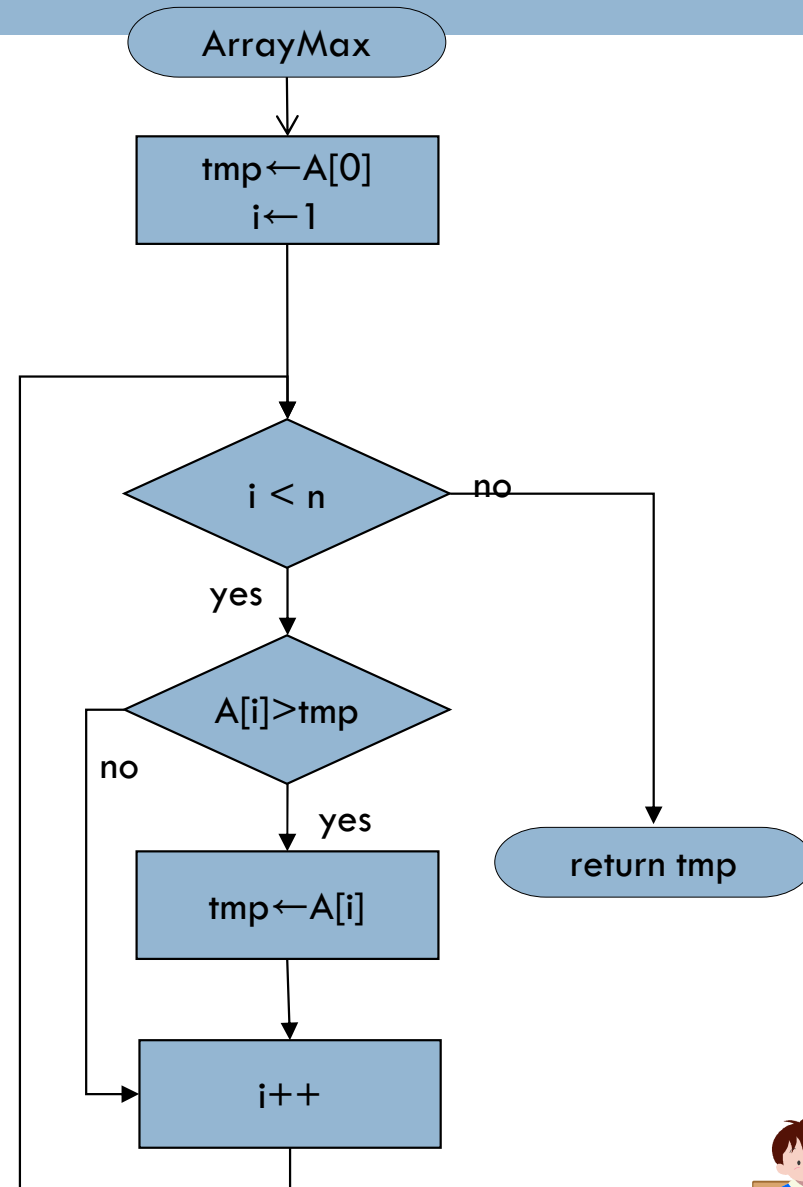 ArrayMax
tmp←A[0]
i←1
i < n
no
yes
A[i]>tmp
no
yes
return tmp
tmp←A[i]
i++